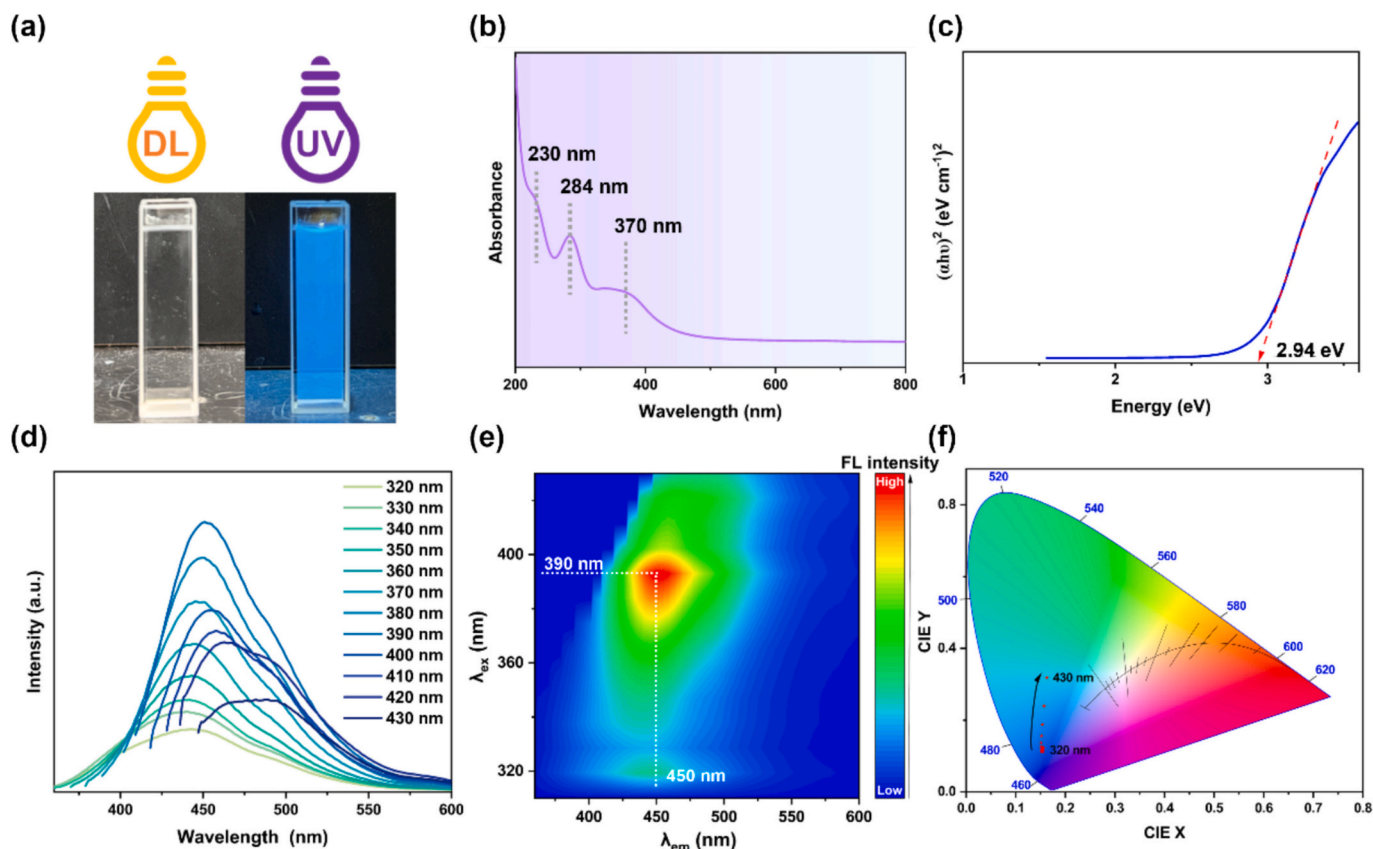 (a)
DL
UV
(b)
230 nm
284 nm
370 nm
Absorbance
200
400
600
800
Wavelength (nm)
(c)
(αhυ)² (eV cm⁻¹)²
2.94 eV
1
2
3
Energy (eV)
(d)
Intensity (a.u.)
320 nm
330 nm
340 nm
350 nm
360 nm
370 nm
380 nm
390 nm
400 nm
410 nm
420 nm
430 nm
400
450
500
550
600
Wavelength (nm)
(e)
FL intensity
High
Low
390 nm
450 nm
λex (nm)
400
360
320
400
450
500
550
600
λem (nm)
(f)
CIE Y
0.8
0.4
0.0
520
540
560
580
600
620
500
480
460
430 nm
320 nm
0.0
0.1
0.2
0.3
0.4
0.5
0.6
0.7
0.8
CIE X